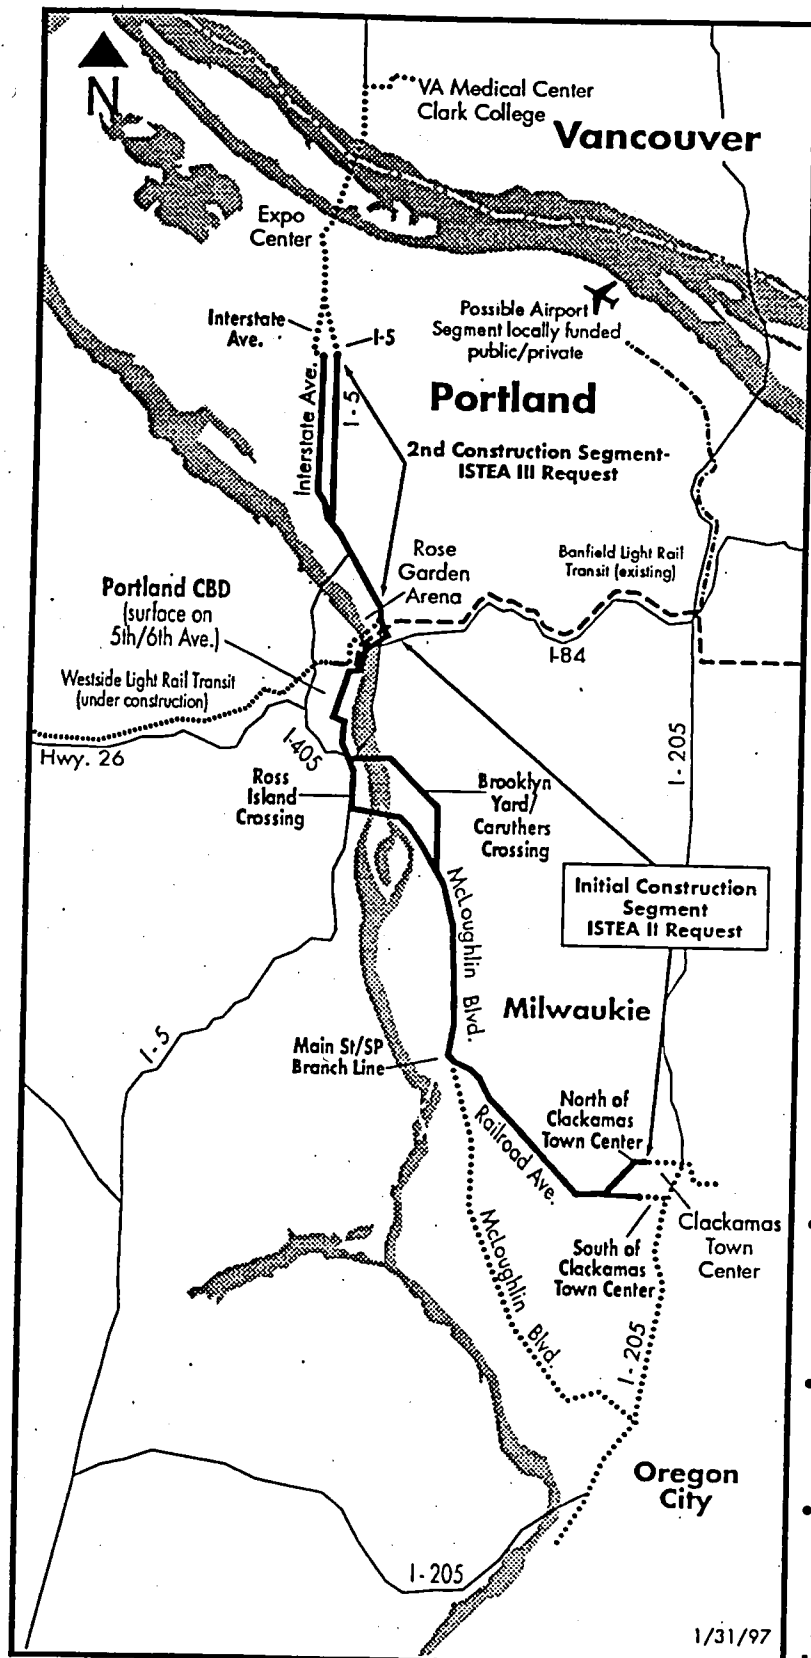 N
VA Medical Center
Clark College
Vancouver
Expo
Center
Interstate
Ave.
I-5
Possible Airport
Segment locally funded
public/private
Portland
Interstate Ave.
I-5
2nd Construction Segment-
ISTEA III Request
Rose
Garden
Arena
Banfield Light Rail
Transit (existing)
Portland CBD
(surface on
5th/6th Ave.)
I-84
Westside Light Rail Transit
(under construction)
Hwy. 26
I-405
I-205
Ross
Island
Crossing
Brooklyn
Yard/
Caruthers
Crossing
Initial Construction
Segment
ISTEA II Request
McLoughlin Blvd.
Milwaukie
I-5
Main St/SP
Branch Line
North of
Clackamas
Town Center
Railroad Ave.
Clackamas
Town
Center
South of
Clackamas
Town Center
McLoughlin Blvd.
I-205
Oregon
City
I-205
1/31/97